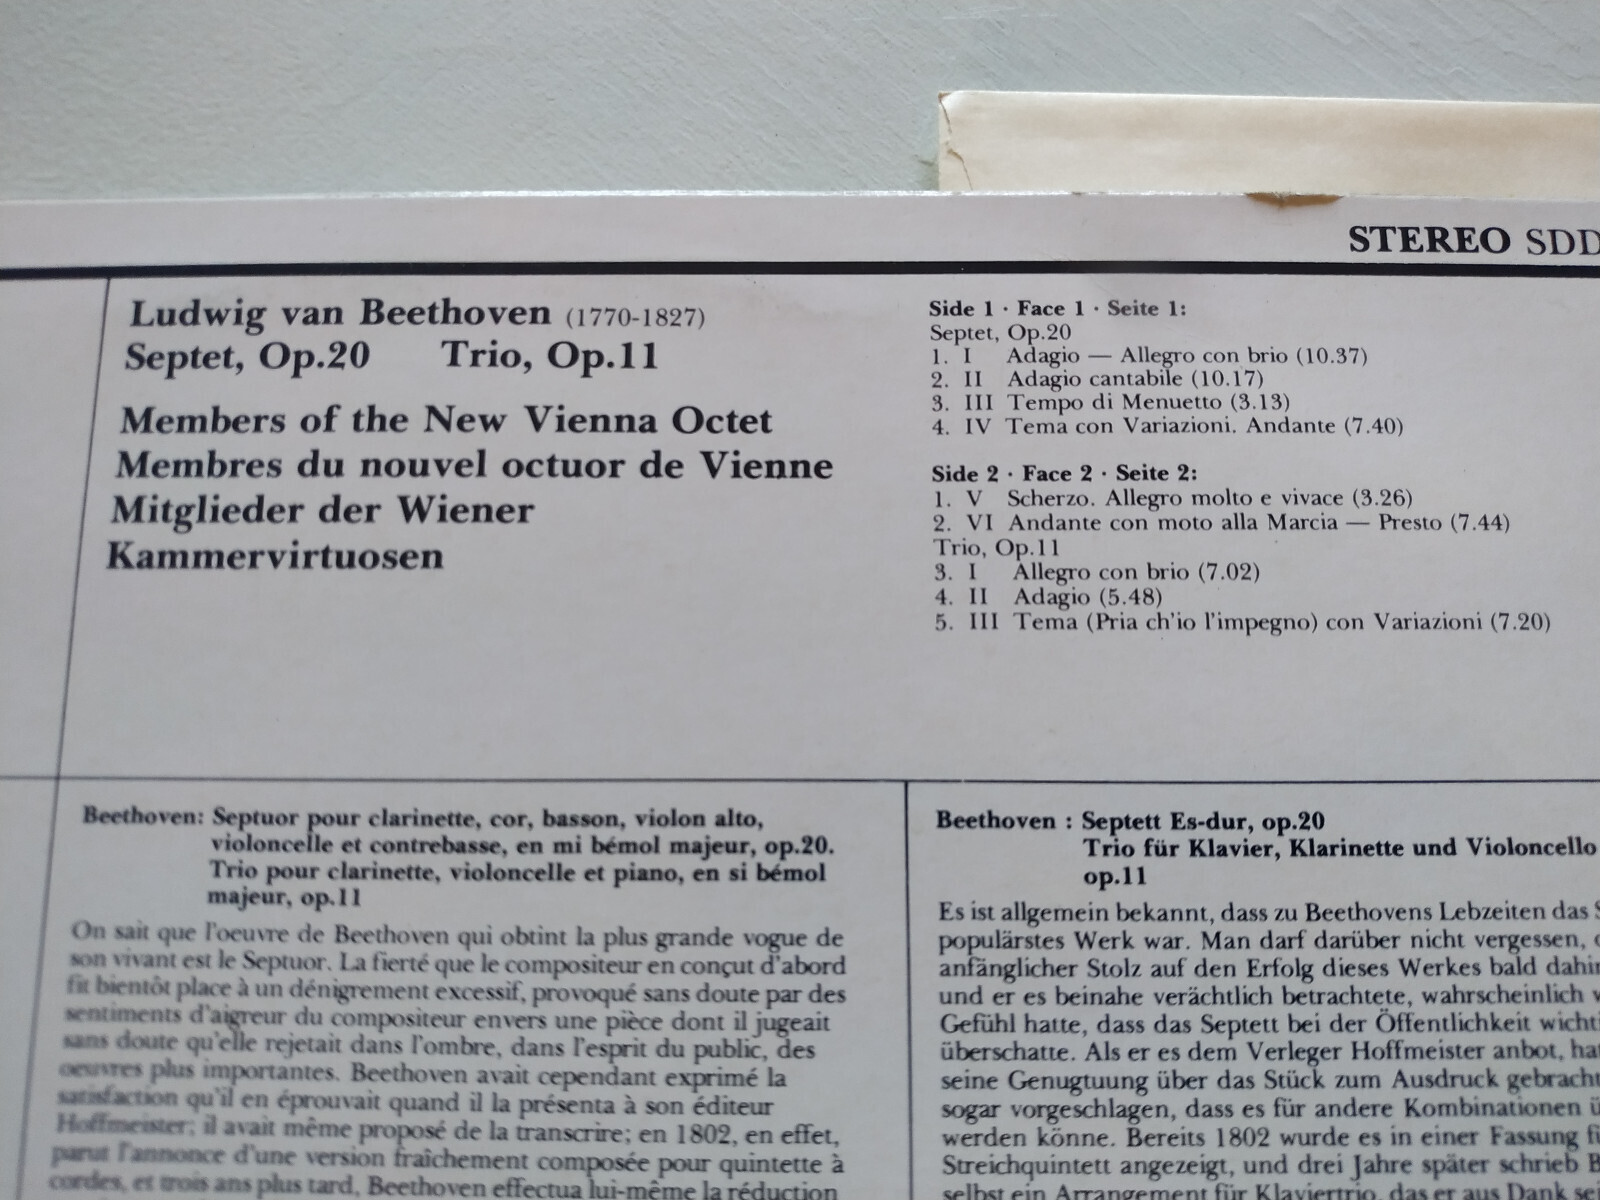 STEREO SDD
Ludwig van Beethoven (1770-1827)
Septet, Op.20 Trio, Op.11
Members of the New Vienna Octet
Membres du nouvel octuor de Vienne
Mitglieder der Wiener
Kammervirtuosen
Side 1 · Face 1 · Seite 1:
Septet, Op.20
1. I Adagio — Allegro con brio (10.37)
2. II Adagio cantabile (10.17)
3. III Tempo di Menuetto (3.13)
4. IV Tema con Variazioni. Andante (7.40)
Side 2 · Face 2 · Seite 2:
1. V Scherzo. Allegro molto e vivace (3.26)
2. VI Andante con moto alla Marcia — Presto (7.44)
Trio, Op.11
3. I Allegro con brio (7.02)
4. II Adagio (5.48)
5. III Tema (Pria ch'io l'impegno) con Variazioni (7.20)
Beethoven: Septuor pour clarinette, cor, basson, violon alto,
violoncelle et contrebasse, en mi bémol majeur, op.20.
Trio pour clarinette, violoncelle et piano, en si bémol
majeur, op.11
On sait que l'oeuvre de Beethoven qui obtint la plus grande vogue de
son vivant est le Septuor. La fierté que le compositeur en conçut d'abord
fit bientôt place à un dénigrement excessif, provoqué sans doute par des
sentiments d'aigreur du compositeur envers une pièce dont il jugeait
sans doute qu'elle rejetait dans l'ombre, dans l'esprit du public, des
oeuvres plus importantes. Beethoven avait cependant exprimé la
satisfaction qu'il en éprouvait quand il la présenta à son éditeur
Hoffmeister; il avait même proposé de la transcrire; en 1802, en effet,
parut l'annonce d'une version fraîchement composée pour quintette à
cordes, et trois ans plus tard, Beethoven effectua lui-même la réduction
Beethoven : Septett Es-dur, op.20
Trio für Klavier, Klarinette und Violoncello
op.11
Es ist allgemein bekannt, dass zu Beethovens Lebzeiten das
populärstes Werk war. Man darf darüber nicht vergessen,
anfänglicher Stolz auf den Erfolg dieses Werkes bald dahin
und er es beinahe verächtlich betrachtete, wahrscheinlich
Gefühl hatte, dass das Septett bei der Öffentlichkeit wichti
überschatte. Als er es dem Verleger Hoffmeister anbot, hat
seine Genugtuung über das Stück zum Ausdruck gebracht
sogar vorgeschlagen, dass es für andere Kombinationen ü
werden könne. Bereits 1802 wurde es in einer Fassung fü
Streichquintett angezeigt, und drei Jahre später schrieb B
selbst ein Arrangement für Klaviertrio, das er aus Dank sei